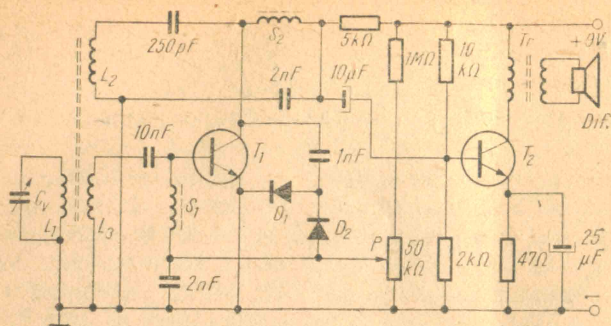 250pF
S2
5kΩ
Tr
+9V
L2
2nF
10μF
1MΩ
10 kΩ
Dif.
10nF
T1
1nF
T2
Cv
L1
L3
S1
D1
D2
P
50 kΩ
2kΩ
47Ω
25 μF
2nF